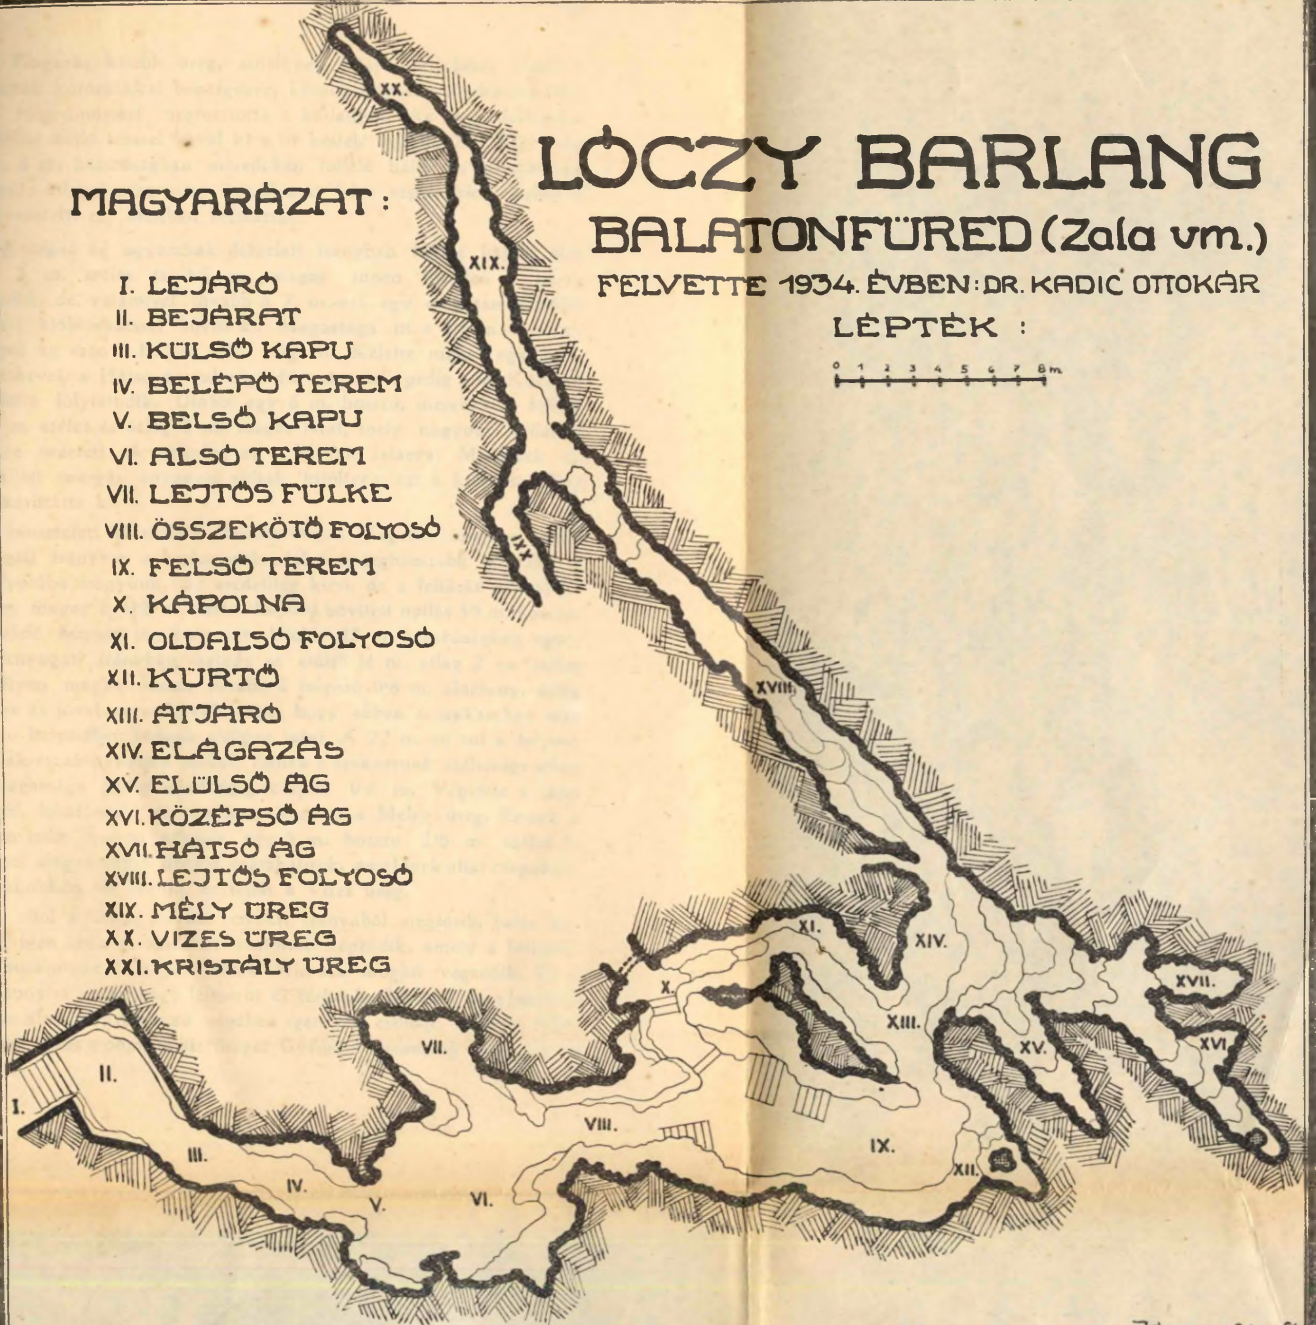 LÓCZY BARLANG
BALATONFÜRED (Zala vm.)
FELVETTE 1934. ÉVBEN: DR. KADIĆ OTTOKÁR
LÉPTÉK :
0 1 2 3 4 5 6 7 8 m
MAGYARÁZAT :
I. LEJÁRÓ
II. BEJÁRAT
III. KÜLSŐ KAPU
IV. BELÉPŐ TEREM
V. BELSŐ KAPU
VI. ALSÓ TEREM
VII. LEJTŐS FÜLKE
VIII. ÖSSZEKÖTŐ FOLYOSÓ
IX. FELSŐ TEREM
X. KÁPOLNA
XI. OLDALSÓ FOLYOSÓ
XII. KÜRTŐ
XIII. ÁTJÁRÓ
XIV. ELÁGAZÁS
XV. ELÜLSŐ ÁG
XVI. KÖZÉPSŐ ÁG
XVII. HÁTSÓ ÁG
XVIII. LEJTŐS FOLYOSÓ
XIX. MÉLY ÜREG
XX. VIZES ÜREG
XXI. KRISTÁLY ÜREG
XX.
XIX.
XXI
XVIII.
XI.
XIV.
X.
XVII.
XIII.
XV.
XVI.
VII.
II.
I.
VIII.
III.
IX.
XII.
IV.
V.
VI.